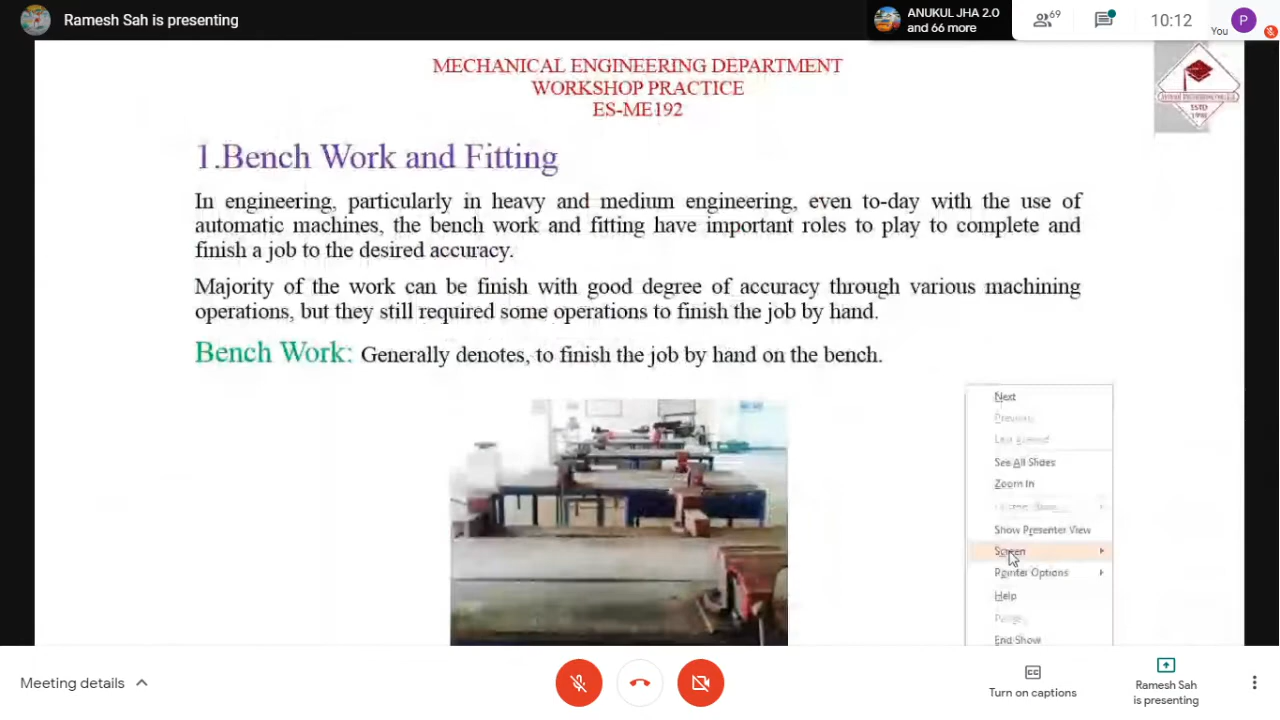 Ramesh Sah is presenting
ANUKUL JHA 2.0
and 66 more
69
10:12
You
P
MECHANICAL ENGINEERING DEPARTMENT
WORKSHOP PRACTICE
ES-ME192
ESTD
1.Bench Work and Fitting
In engineering, particularly in heavy and medium engineering, even to-day with the use of
automatic machines, the bench work and fitting have important roles to play to complete and
finish a job to the desired accuracy.
Majority of the work can be finish with good degree of accuracy through various machining
operations, but they still required some operations to finish the job by hand.
Bench Work: Generally denotes, to finish the job by hand on the bench.
Next
Previous
Last Viewed
See All Slides
Zoom In
Show Presenter View
Screen
Pointer Options
Help
Pause
End Show
Meeting details
CC
Turn on captions
Ramesh Sah
is presenting